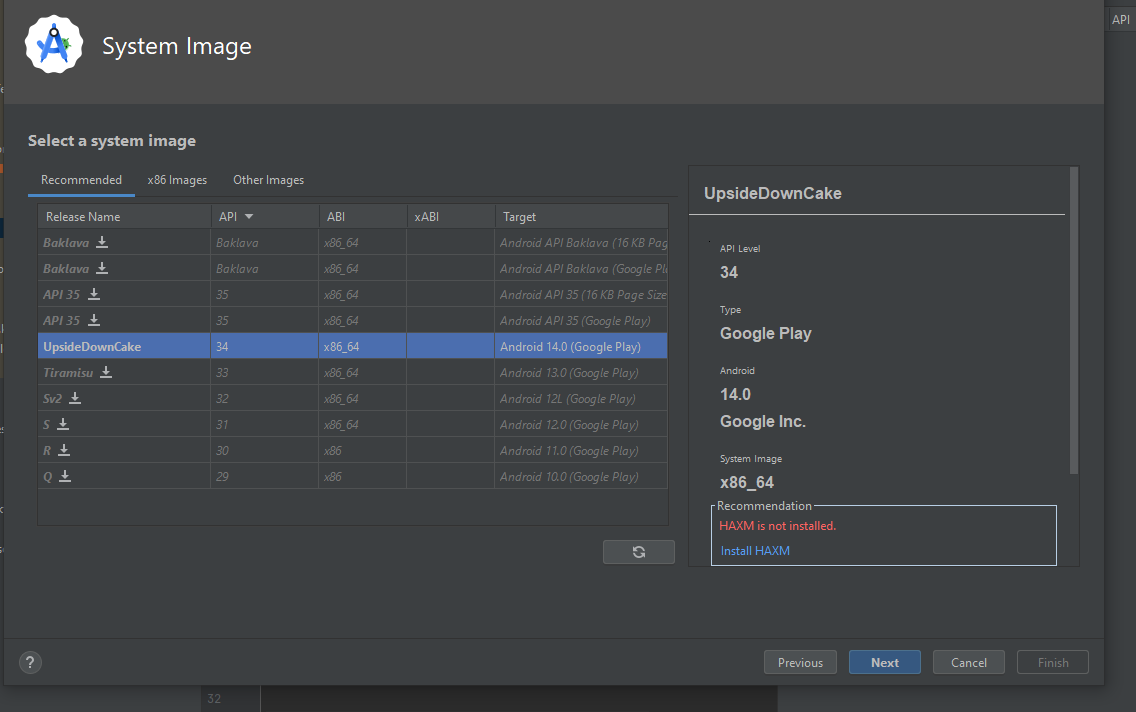 API
System Image
Select a system image
Recommended x86 Images Other Images
Release Name API ABI xABI Target
Baklava Baklava x86_64 Android API Baklava (16 KB Pag
Baklava Baklava x86_64 Android API Baklava (Google Pl
API 35 35 x86_64 Android API 35 (16 KB Page Size
API 35 35 x86_64 Android API 35 (Google Play)
UpsideDownCake 34 x86_64 Android 14.0 (Google Play)
Tiramisu 33 x86_64 Android 13.0 (Google Play)
Sv2 32 x86_64 Android 12L (Google Play)
S 31 x86_64 Android 12.0 (Google Play)
R 30 x86 Android 11.0 (Google Play)
Q 29 x86 Android 10.0 (Google Play)
UpsideDownCake
API Level
34
Type
Google Play
Android
14.0
Google Inc.
System Image
x86_64
Recommendation
HAXM is not installed.
Install HAXM
? Previous Next Cancel Finish
32